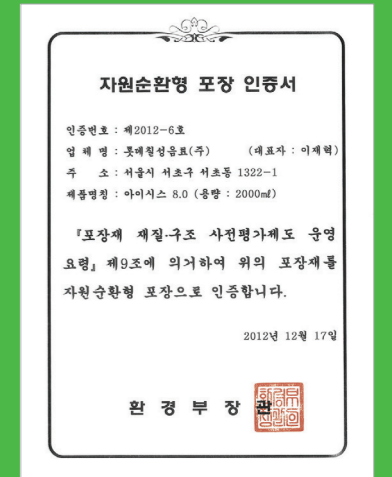 자원순환형 포장 인증서
인증번호 : 제2012-6호
업 체 명 : 롯데칠성음료(주) (대표자 : 이재혁)
주 소 : 서울시 서초구 서초동 1322-1
제품명칭 : 아이시스 8.0 (용량 : 2000㎖)
『포장재 재질·구조 사전평가제도 운영
요령』 제9조에 의거하여 위의 포장재를
자원순환형 포장으로 인증합니다.
2012년 12월 17일
환 경 부 장 관